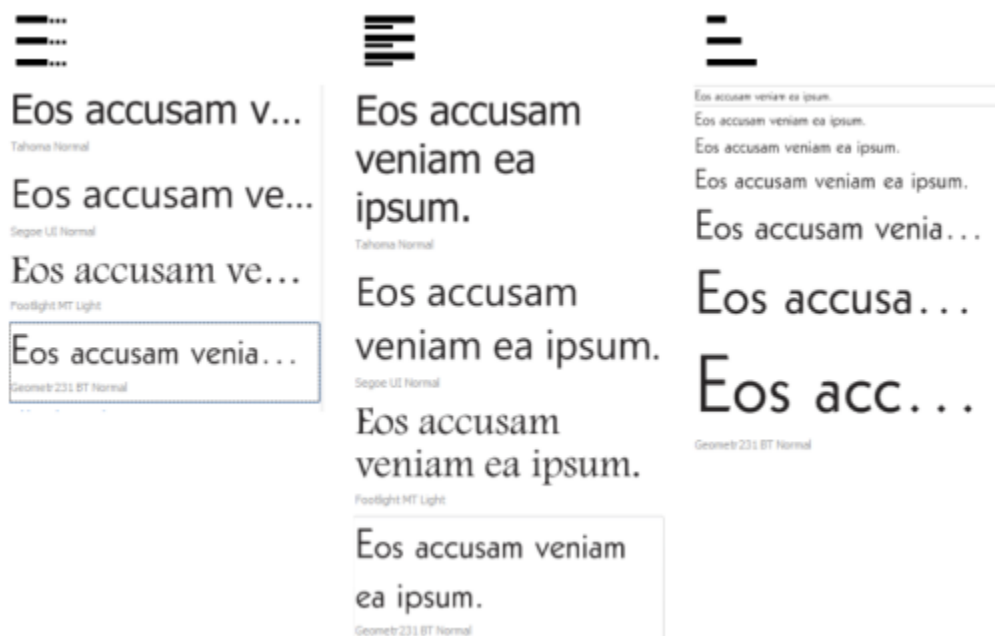 Eos accusam v...
Tahoma Normal
Eos accusam ve...
Segoe UI Normal
Eos accusam ve...
Footlight MT Light
Eos accusam venia...
Geometr231 BT Normal
Eos accusam
veniam ea
ipsum.
Tahoma Normal
Eos accusam
veniam ea ipsum.
Segoe UI Normal
Eos accusam
veniam ea ipsum.
Footlight MT Light
Eos accusam veniam
ea ipsum.
Geometr231 BT Normal
Eos accusam veniam ea ipsum.
Eos accusam veniam ea ipsum.
Eos accusam veniam ea ipsum.
Eos accusam veniam ea ipsum.
Eos accusam venia...
Eos accusa...
Eos acc...
Geometr231 BT Normal